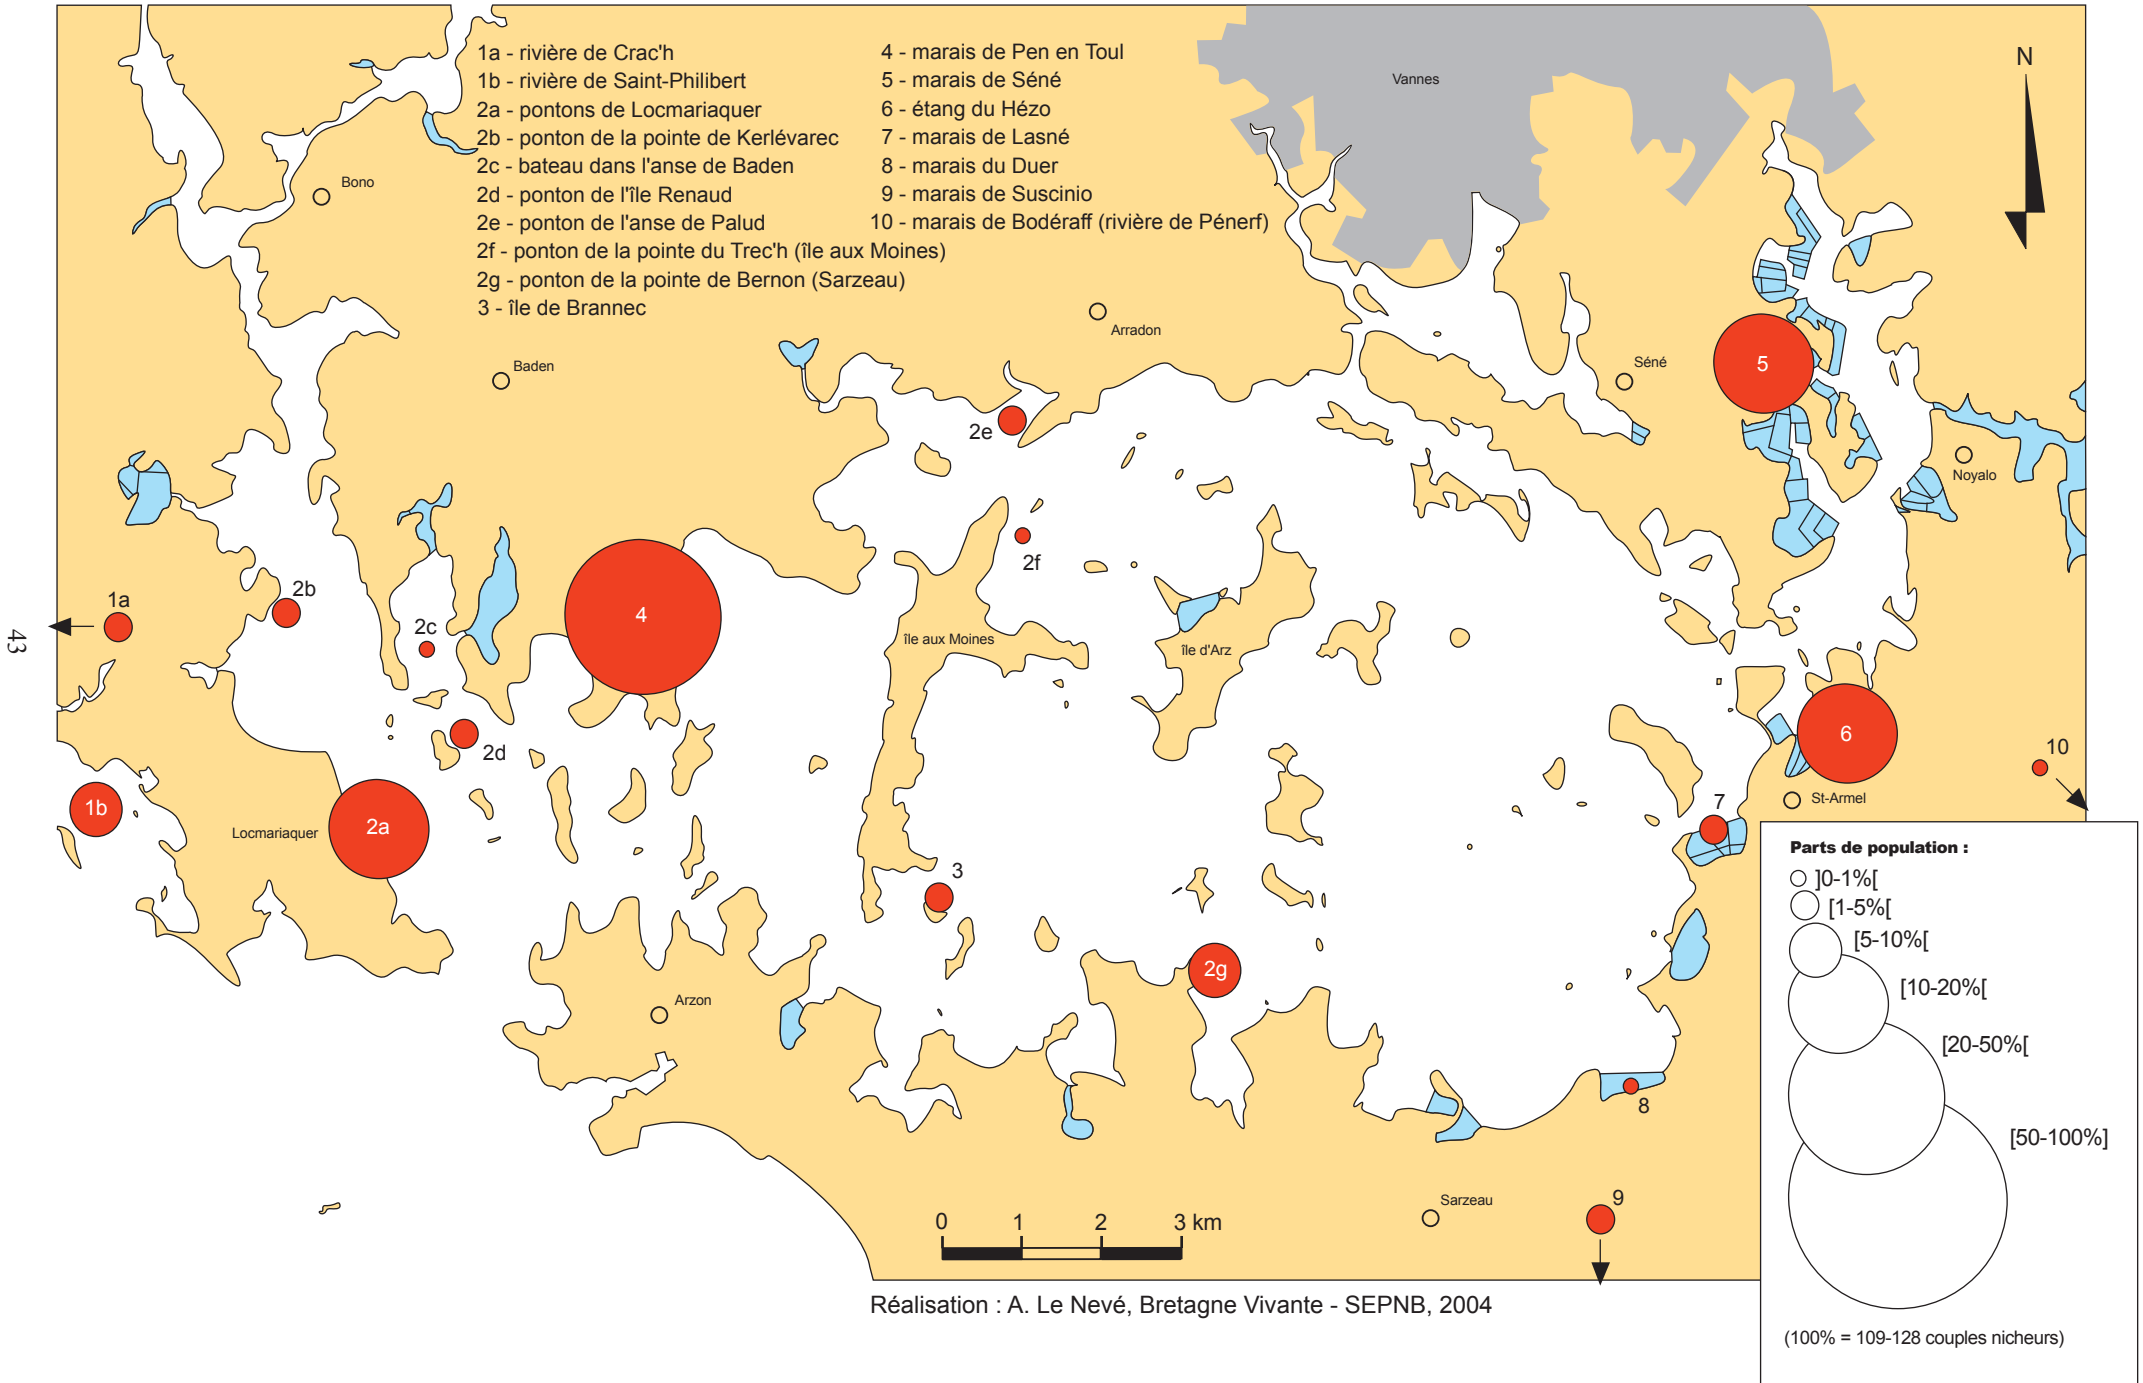 1a - rivière de Crac'h
1b - rivière de Saint-Philibert
2a - pontons de Locmariaquer
2b - ponton de la pointe de Kerlévarec
2c - bateau dans l'anse de Baden
2d - ponton de l'île Renaud
2e - ponton de l'anse de Palud
2f - ponton de la pointe du Trec'h (île aux Moines)
2g - ponton de la pointe de Bernon (Sarzeau)
3 - île de Brannec
4 - marais de Pen en Toul
5 - marais de Séné
6 - étang du Hézo
7 - marais de Lasné
8 - marais du Duer
9 - marais de Suscinio
10 - marais de Bodéraff (rivière de Pénerf)
Vannes
N
Bono
Arradon
Baden
Séné
5
2e
Noyalo
2f
2b
1a
2c
4
île aux Moines
île d'Arz
43
2d
6
10
St-Armel
7
1b
2a
Locmariaquer
3
2g
Arzon
8
Sarzeau
9
0 1 2 3 km
Parts de population :
]0-1%[
[1-5%[
[5-10%[
[10-20%[
[20-50%[
[50-100%]
(100% = 109-128 couples nicheurs)
Réalisation : A. Le Nevé, Bretagne Vivante - SEPNB, 2004